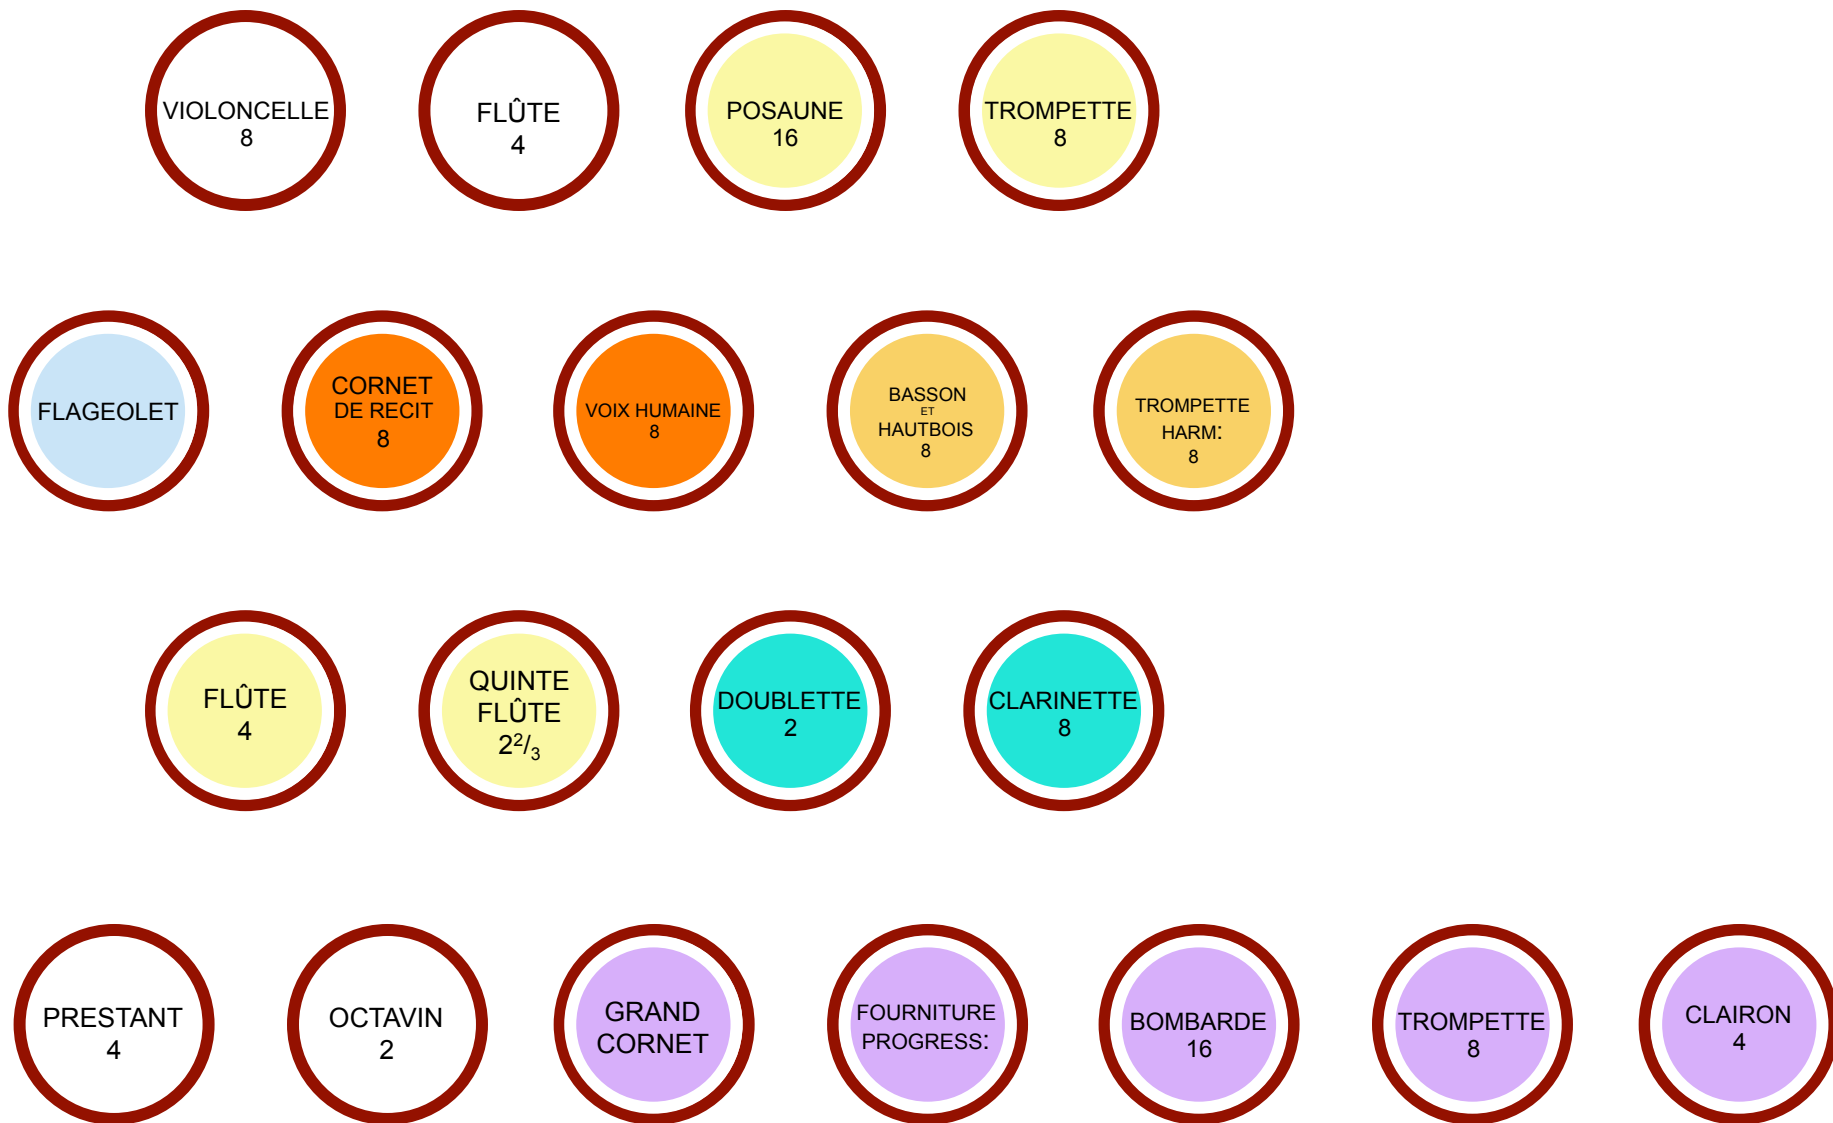 VIOLONCELLE
8
FLÛTE
4
POSAUNE
16
TROMPETTE
8
FLAGEOLET
CORNET
DE RECIT
8
VOIX HUMAINE
8
BASSON
ET
HAUTBOIS
8
TROMPETTE
HARM:
8
FLÛTE
4
QUINTE
FLÛTE
2²/₃
DOUBLETTE
2
CLARINETTE
8
PRESTANT
4
OCTAVIN
2
GRAND
CORNET
FOURNITURE
PROGRESS:
BOMBARDE
16
TROMPETTE
8
CLAIRON
4